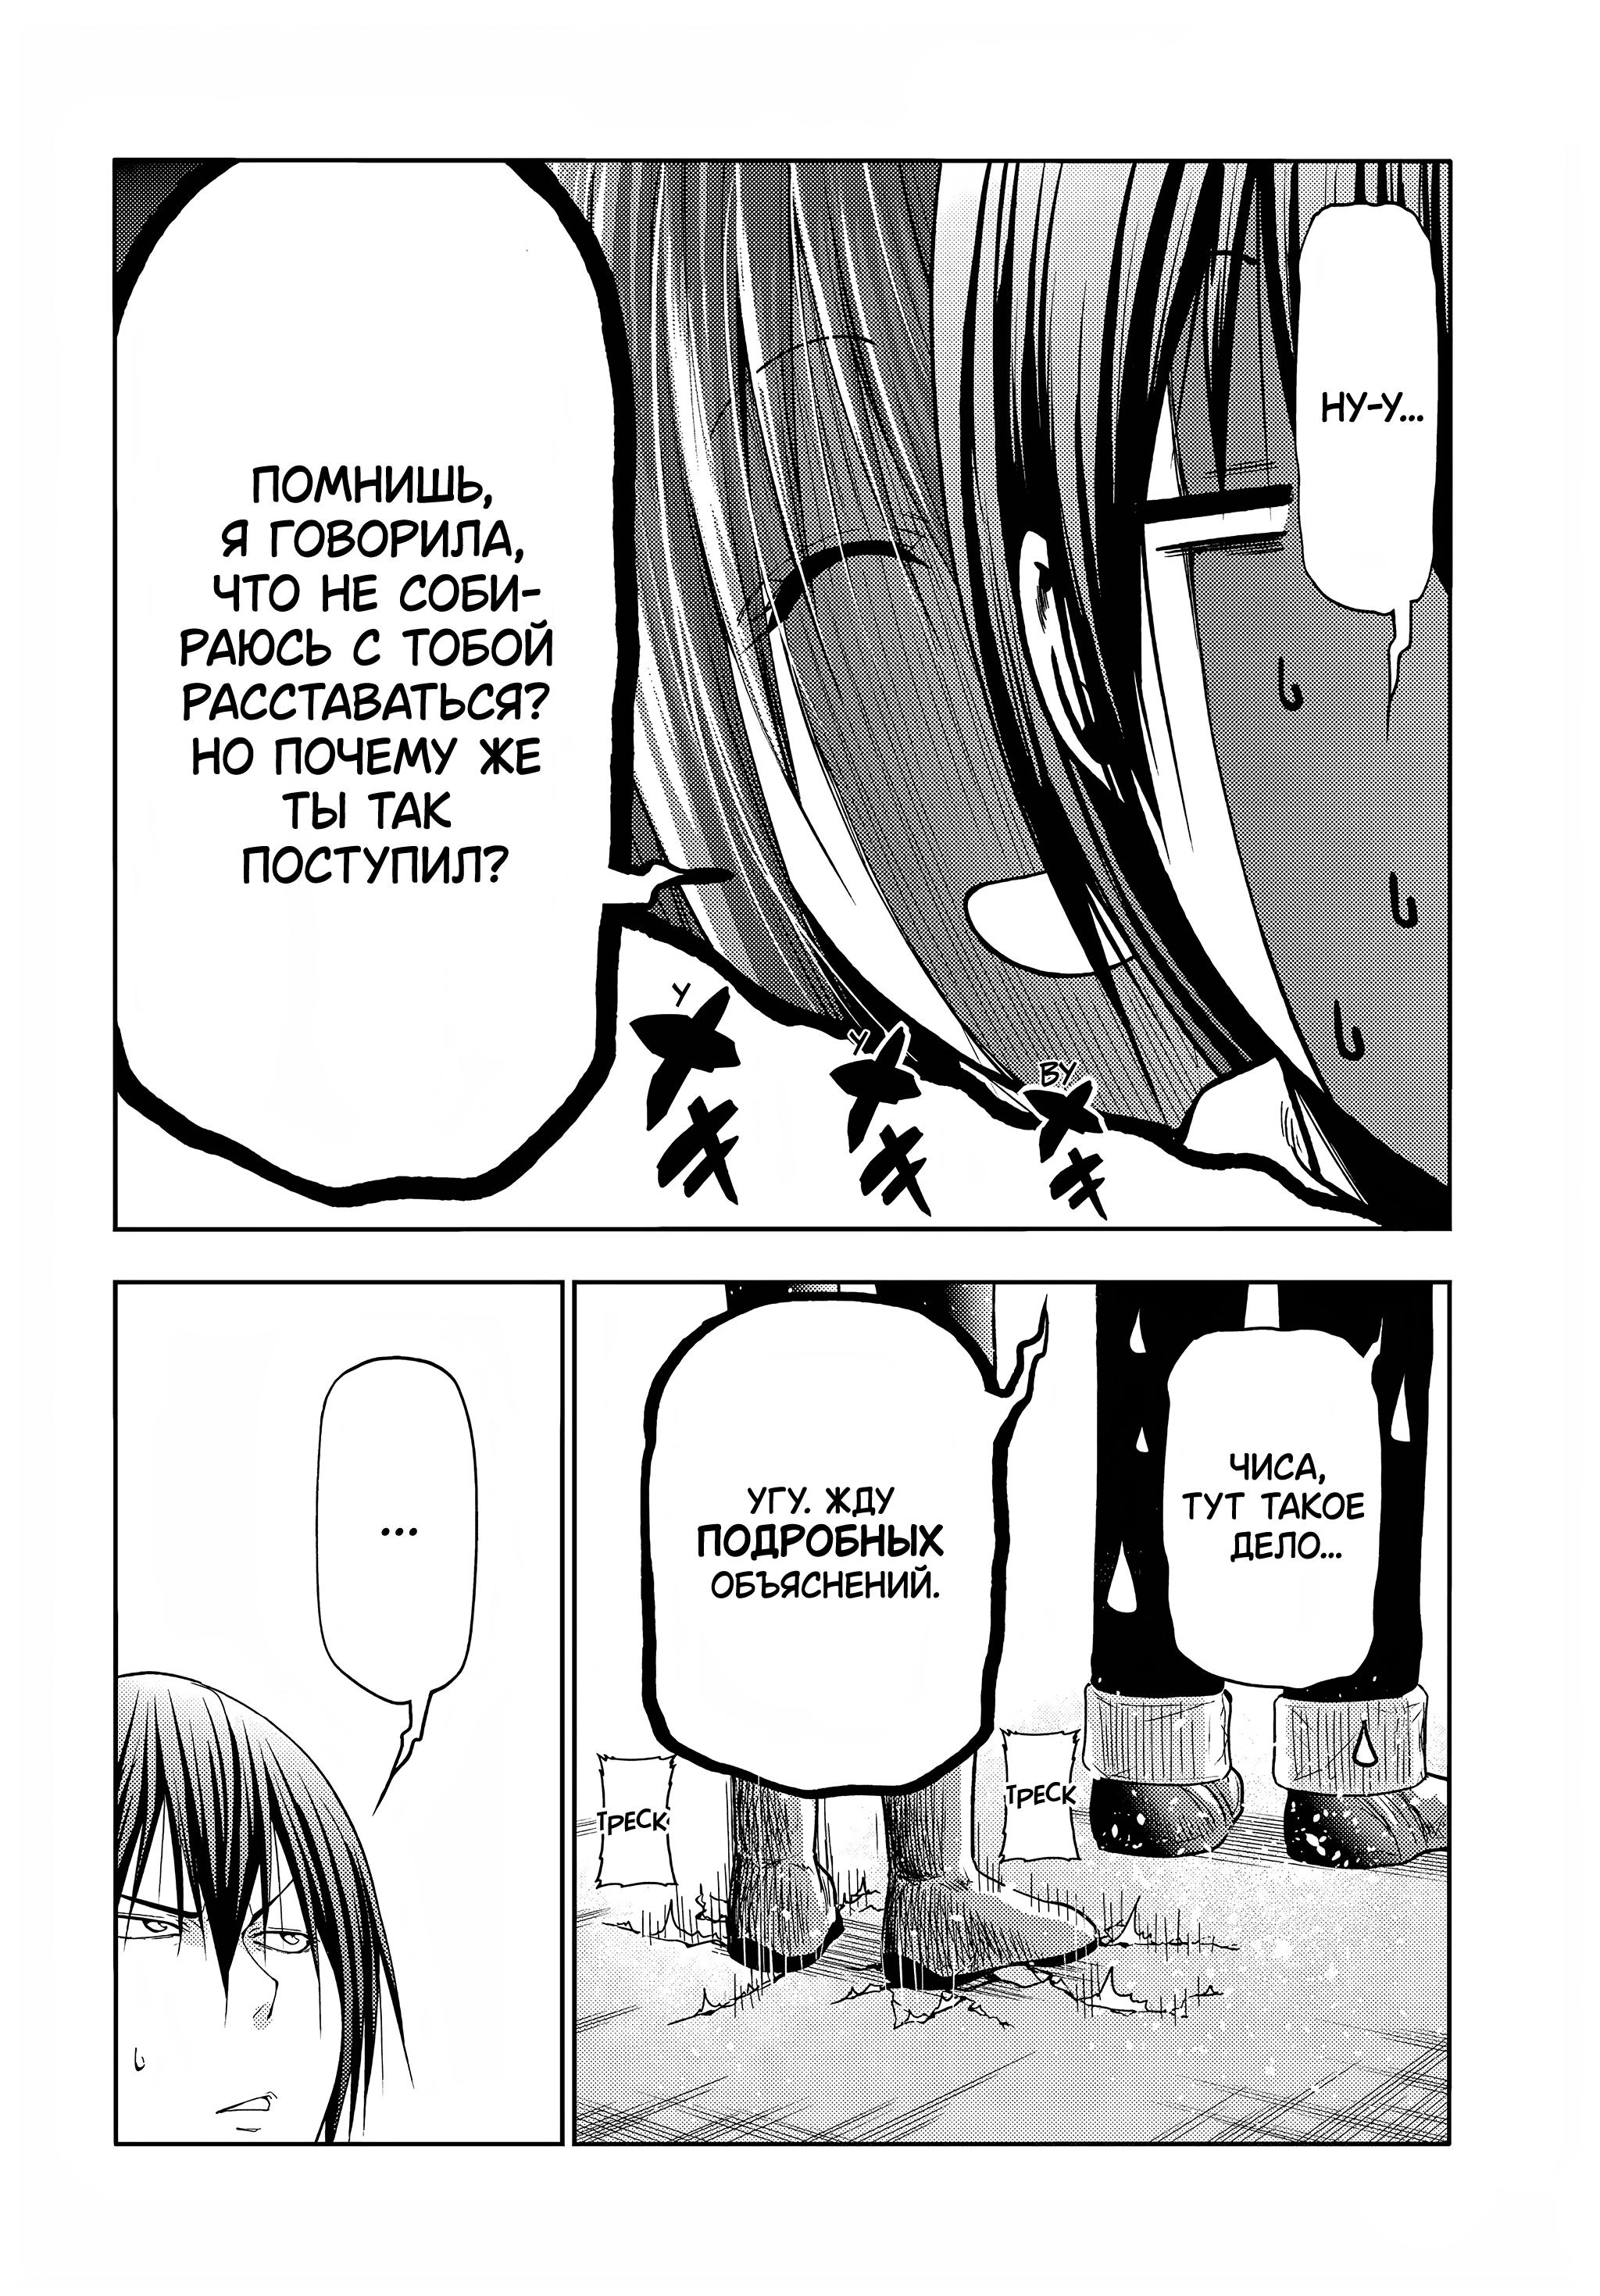 НУ-У...
ПОМНИШЬ,
Я ГОВОРИЛА,
ЧТО НЕ СОБИ-
РАЮСЬ С ТОБОЙ
РАССТАВАТЬСЯ?
НО ПОЧЕМУ ЖЕ
ТЫ ТАК
ПОСТУПИЛ?
ВУ
У
У
ЧИСА,
ТУТ ТАКОЕ
ДЕЛО...
УГУ. ЖДУ
ПОДРОБНЫХ
ОБЪЯСНЕНИЙ.
ТРЕСК
ТРЕСК
...